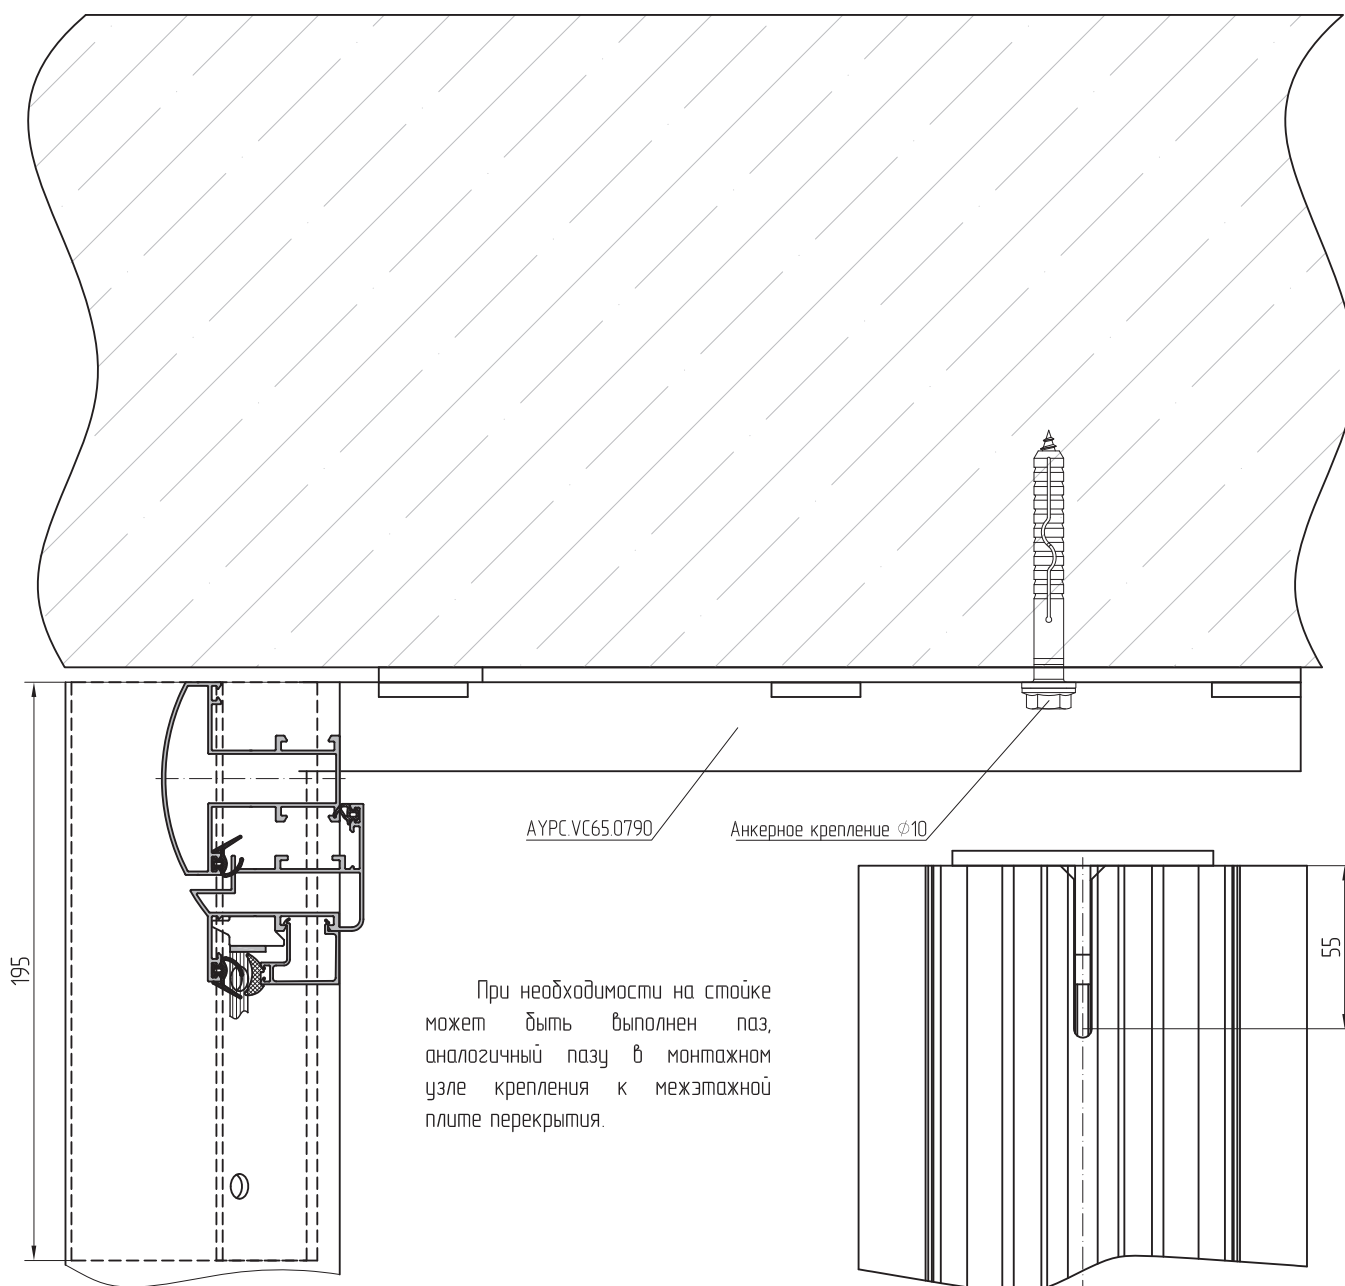 AYPC.VC65.0790
Анкерное крепление ∅10
195
55
При необходимости на стойке
может быть выполнен паз,
аналогичный пазу в монтажном
узле крепления к межэтажной
плите перекрытия.